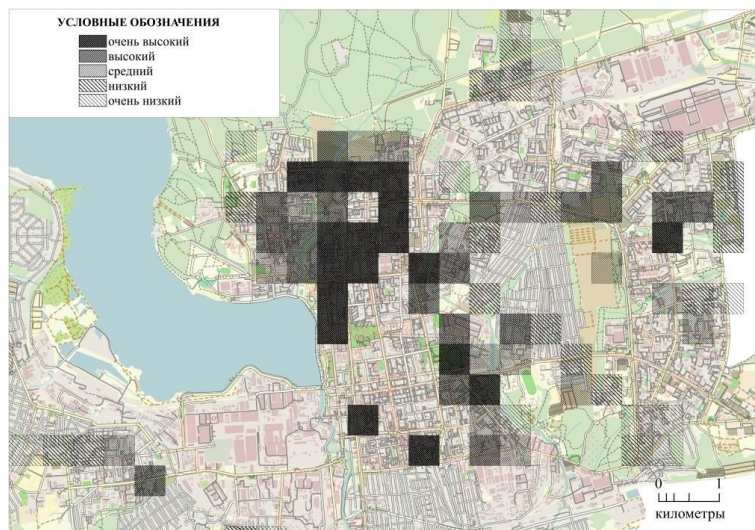 УСЛОВНЫЕ ОБОЗНАЧЕНИЯ
очень высокий
высокий
средний
низкий
очень низкий
0 1
километры